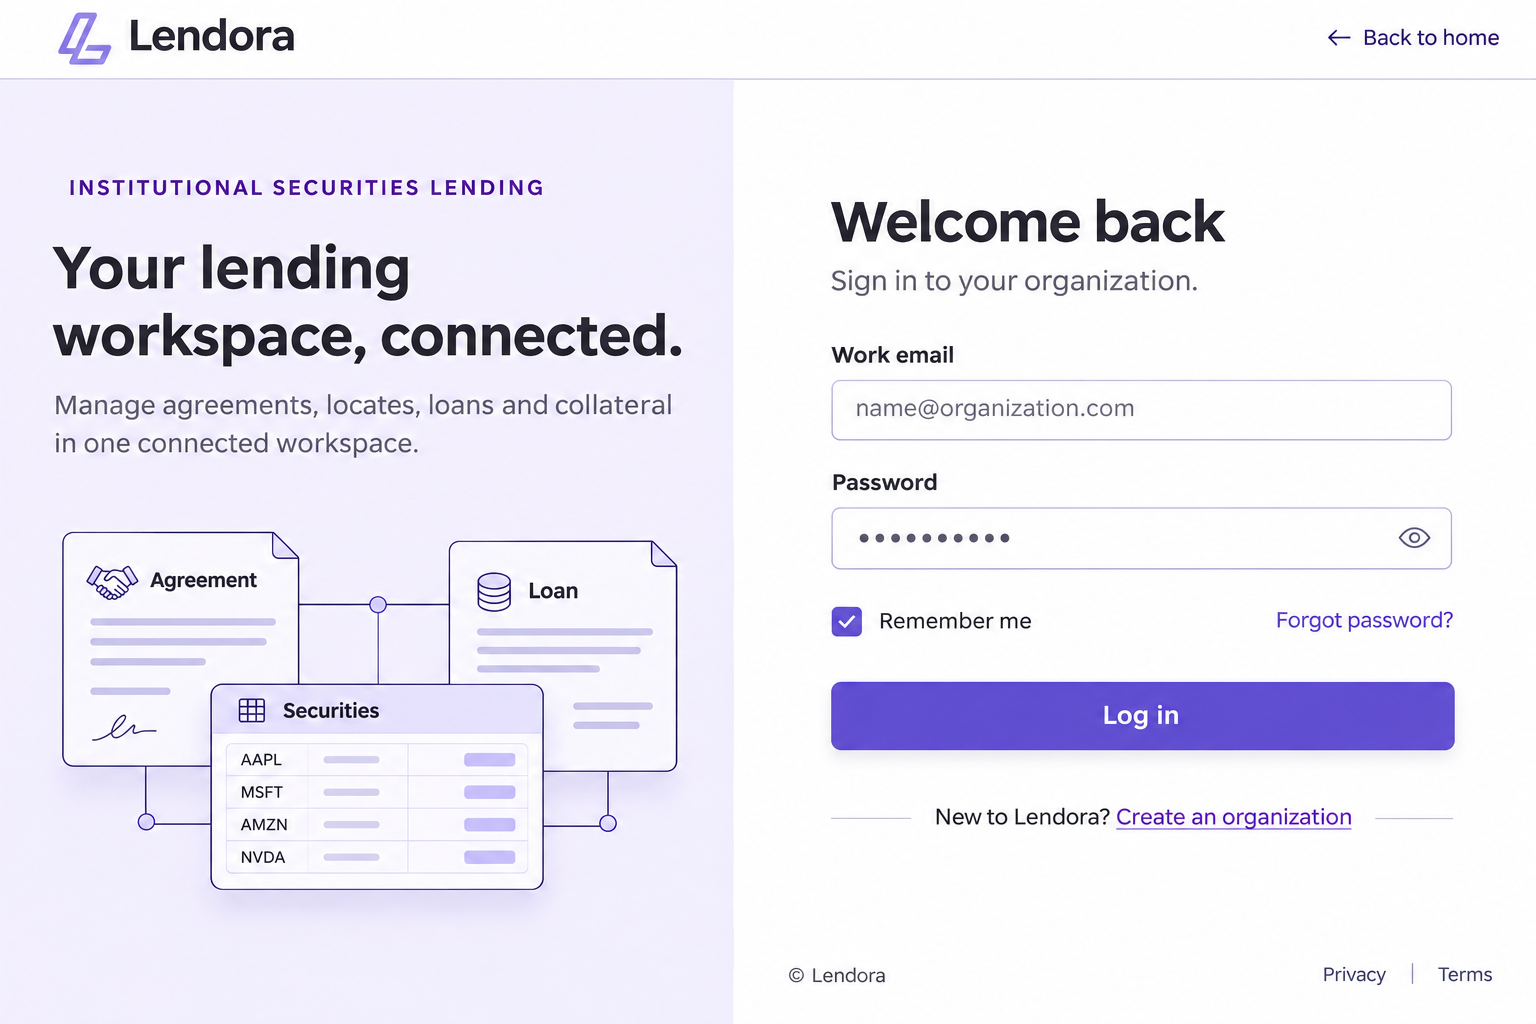 Lendora
← Back to home
INSTITUTIONAL SECURITIES LENDING
Your lending
workspace, connected.
Manage agreements, locates, loans and collateral
in one connected workspace.
Agreement
Loan
Securities
AAPL
MSFT
AMZN
NVDA
Welcome back
Sign in to your organization.
Work email
name@organization.com
Password
••••••••••
Remember me
Forgot password?
Log in
New to Lendora? Create an organization
© Lendora
Privacy | Terms